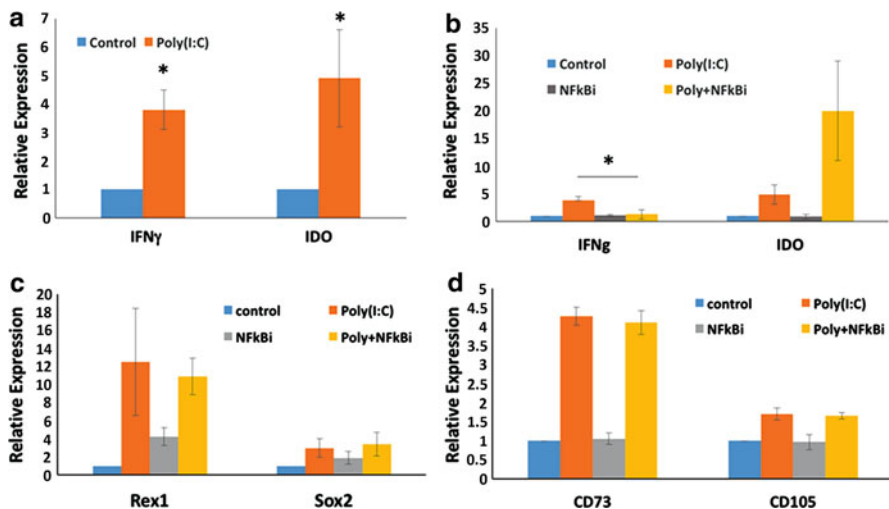 a
Relative Expression
7
6
5
4
3
2
1
0
Control Poly(I:C)
*
*
IFNγ IDO
b
Relative Expression
35
30
25
20
15
10
5
0
Control Poly(I:C)
NFkBi Poly+NFkBi
*
IFNg IDO
c
Relative Expression
20
18
16
14
12
10
8
6
4
2
0
control Poly(I:C)
NFkBi Poly+NFkBi
Rex1 Sox2
d
Relative Expression
5
4.5
4
3.5
3
2.5
2
1.5
1
0.5
0
control Poly(I:C)
NFkBi Poly+NFkBi
CD73 CD105